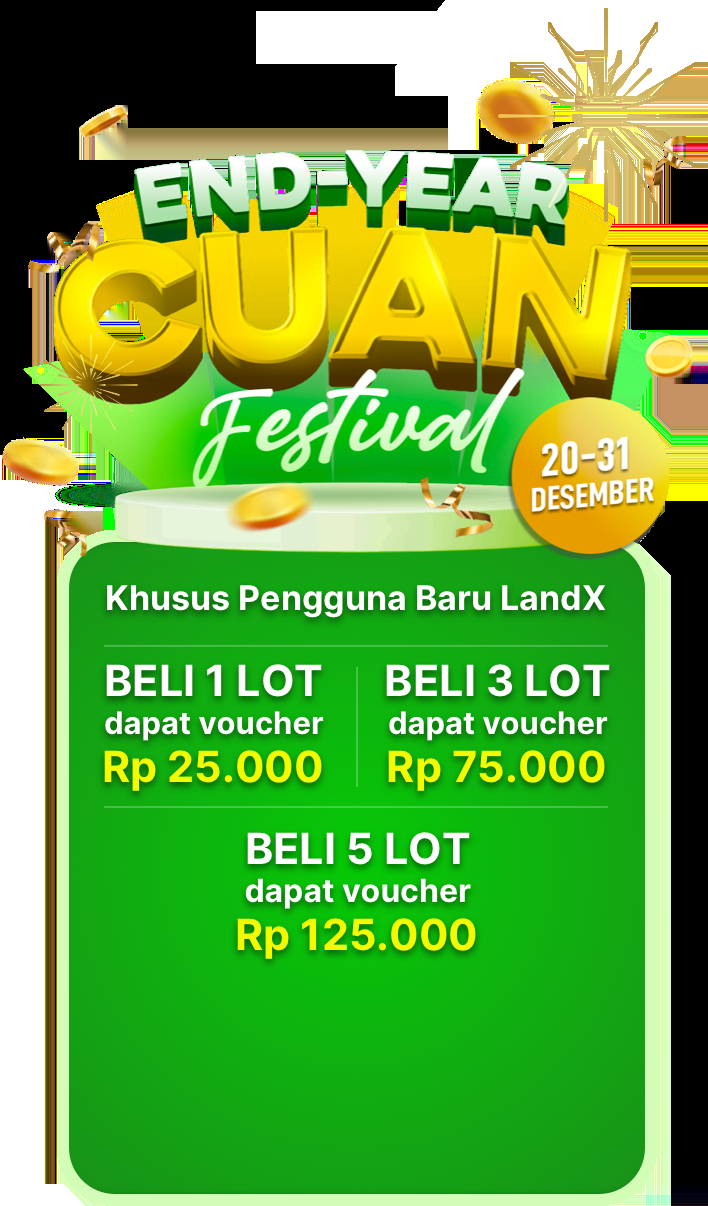 END-YEAR
CUAN
Festival
20-31
DESEMBER
Khusus Pengguna Baru LandX
BELI 1 LOT
dapat voucher
Rp 25.000
BELI 3 LOT
dapat voucher
Rp 75.000
BELI 5 LOT
dapat voucher
Rp 125.000